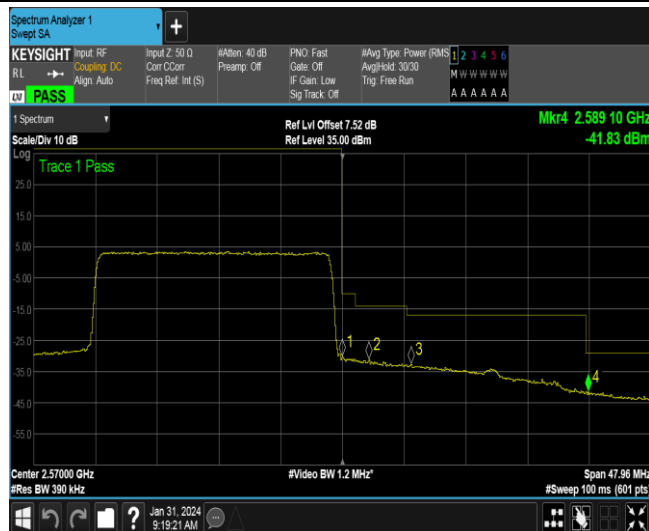 Spectrum Analyzer 1
Swept SA
+
KEYSIGHT
RL
LXI
PASS
Input: RF
Coupling: DC
Align: Auto
Input Z: 50 Ω
Corr CCorr
Freq Ref: Int (S)
#Atten: 40 dB
Preamp: Off
PNO: Fast
Gate: Off
IF Gain: Low
Sig Track: Off
#Avg Type: Power (RMS
Avg|Hold: 30/30
Trig: Free Run
1 2 3 4 5 6
M W W W W W
A A A A A A
1 Spectrum
Scale/Div 10 dB
Log
Ref Lvl Offset 7.52 dB
Ref Level 35.00 dBm
Mkr4 2.589 10 GHz
-41.83 dBm
Trace 1 Pass
25.0
15.0
5.00
-5.00
-15.0
-25.0
-35.0
-45.0
-55.0
1
2
3
4
Center 2.57000 GHz
#Res BW 390 kHz
#Video BW 1.2 MHz*
Span 47.96 MHz
#Sweep 100 ms (601 pts)
?
Jan 31, 2024
9:19:21 AM